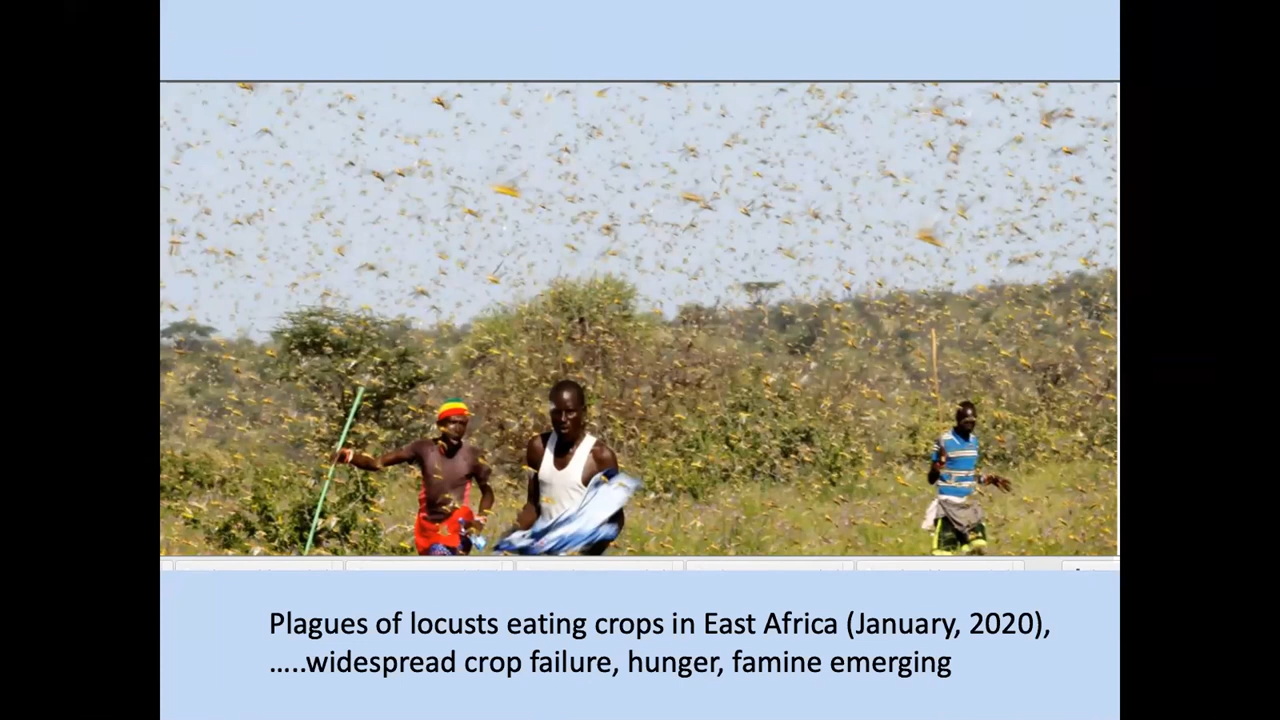 Plagues of locusts eating crops in East Africa (January, 2020),
…..widespread crop failure, hunger, famine emerging